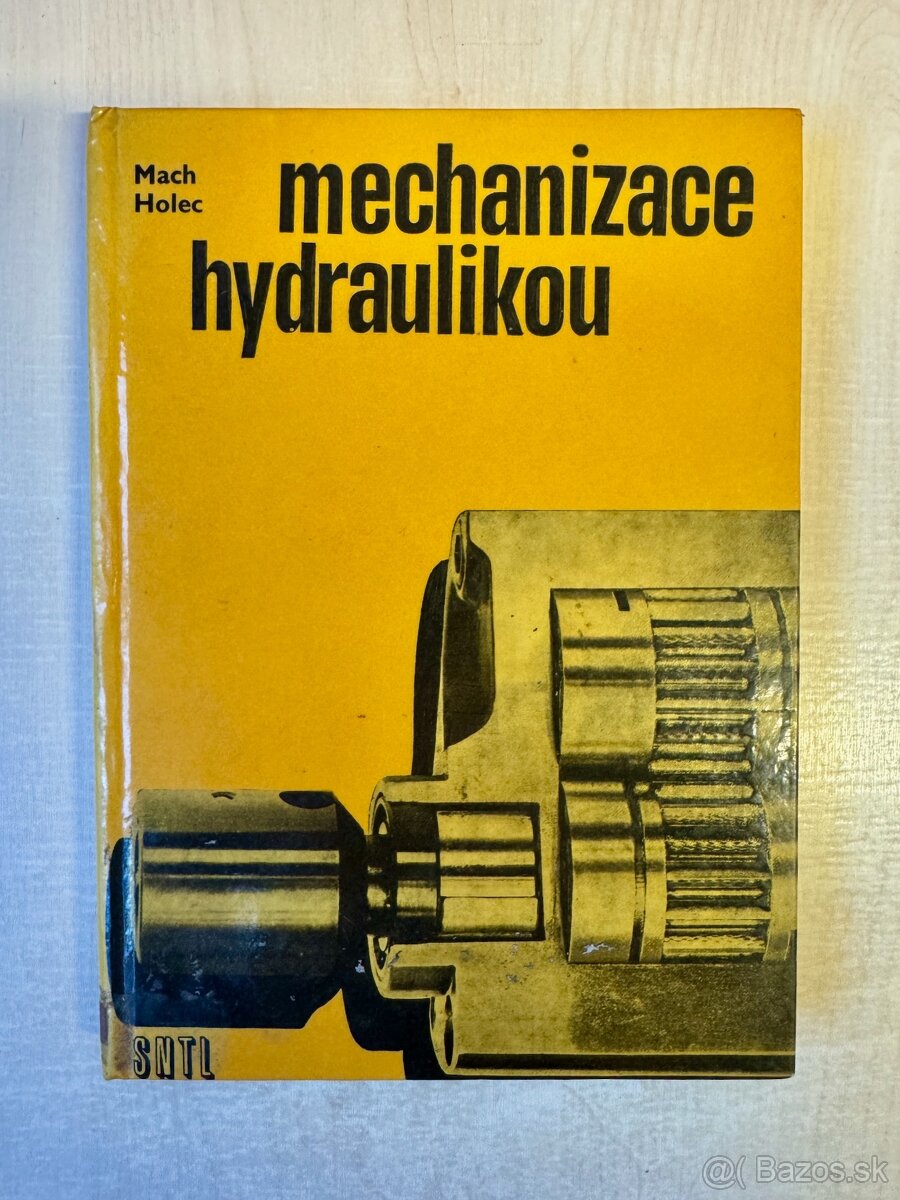 Mach
Holec
mechanizace
hydraulikou
SNTL
@( Bazos.sk